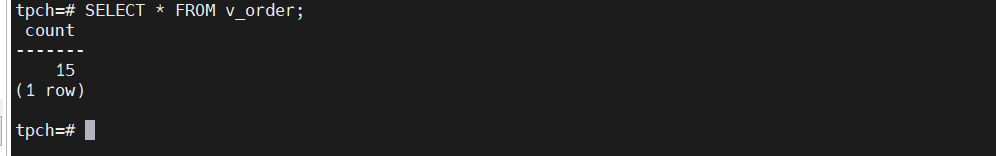 tpch=# SELECT * FROM v_order;
 count
-------
    15
(1 row)

tpch=#